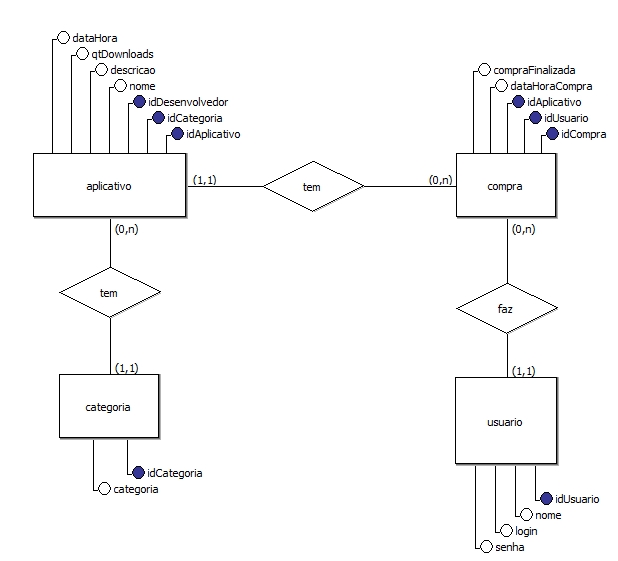 dataHora
qtDownloads
descricao
nome
idDesenvolvedor
idCategoria
idAplicativo
compraFinalizada
dataHoraCompra
idAplicativo
idUsuario
idCompra
aplicativo
(1,1)
tem
(0,n)
compra
(0,n)
(0,n)
tem
faz
(1,1)
(1,1)
categoria
usuario
idCategoria
categoria
idUsuario
nome
login
senha